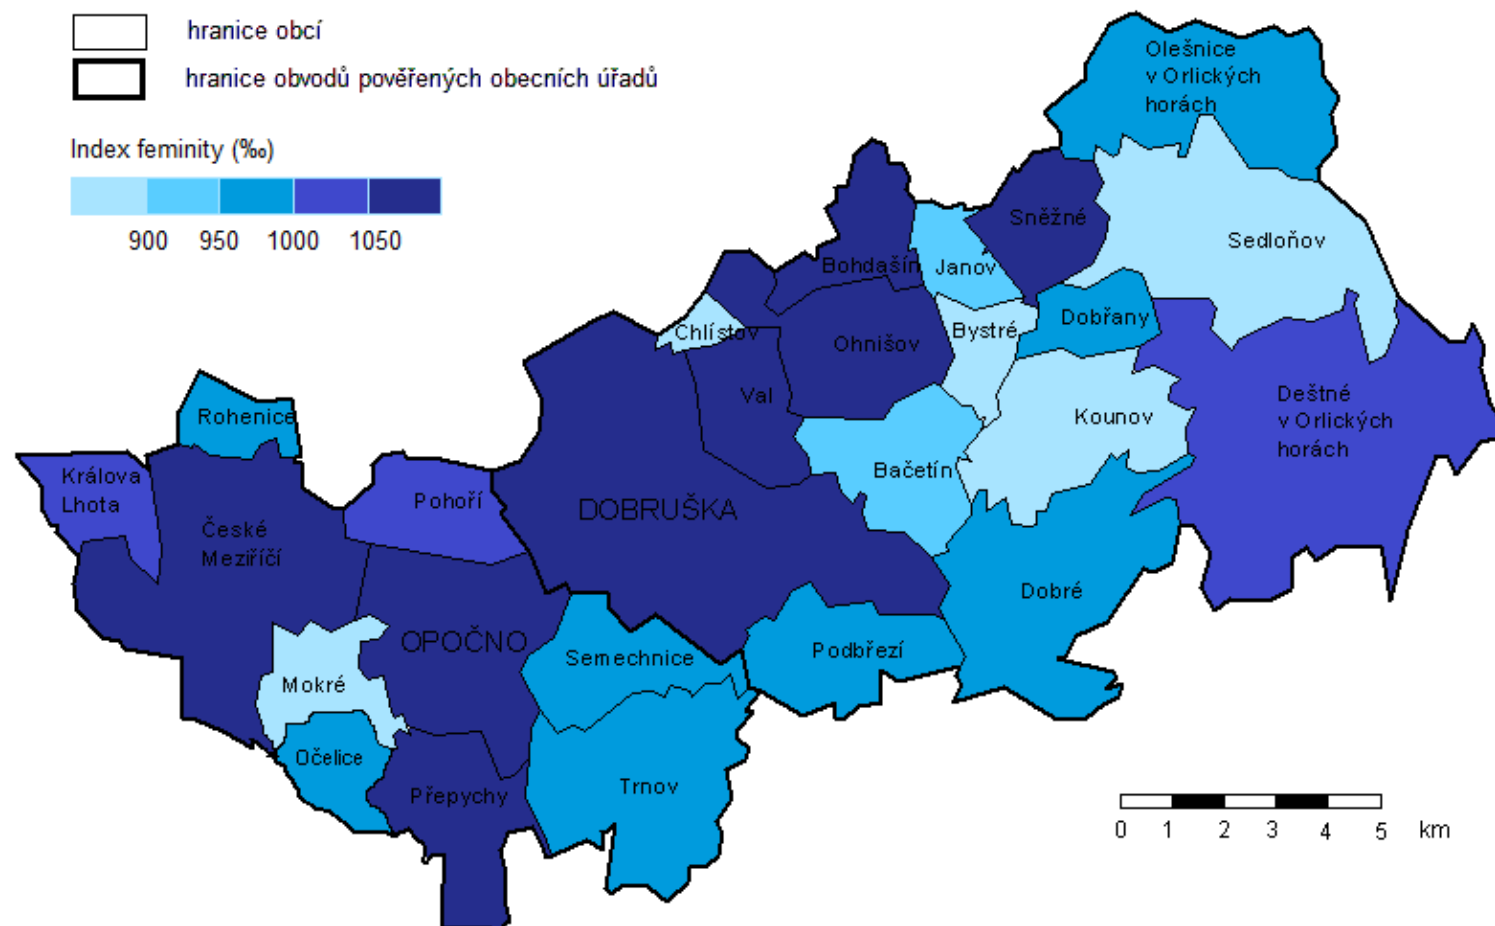 hranice obcí
hranice obvodů pověřených obecních úřadů
Index feminity (‰)
900 950 1000 1050
Olešnice
v Orlických
horách
Sněžné
Sedloňov
Bohdašín
Janov
Chlístov
Ohnišov
Bystré
Dobřany
Val
Kounov
Deštné
v Orlických
horách
Rohenice
Králova
Lhota
Pohoří
DOBRUŠKA
Bačetín
České
Meziříčí
Dobré
OPOČNO
Semechnice
Podbřezí
Mokré
Očelice
Přepychy
Trnov
0 1 2 3 4 5 km